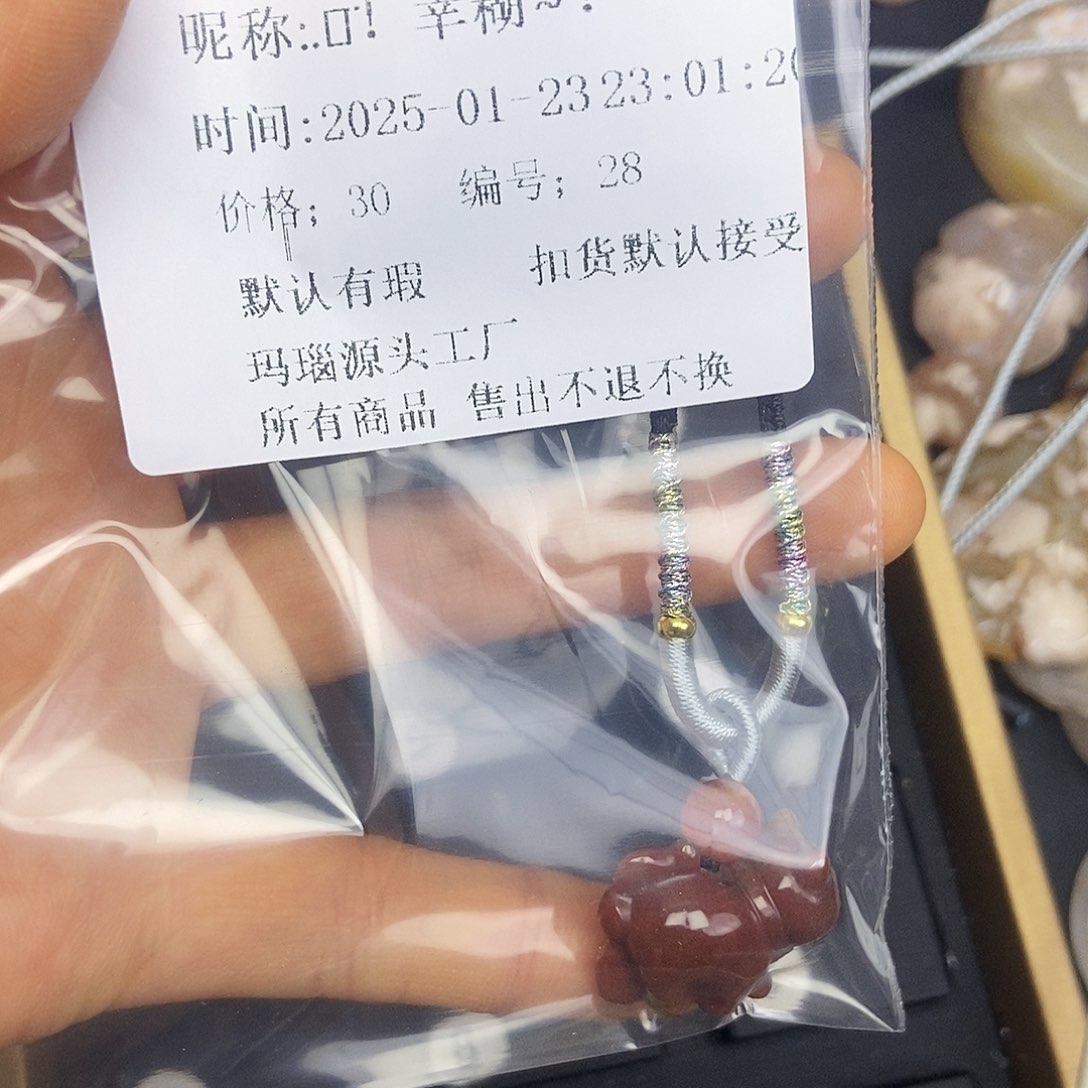 昵称:.□!
时间:2025-01-23 23:01:20
价格; 30 编号; 28
默认有瑕 扣货默认接受
玛瑙源头工厂
所有商品 售出不退不换